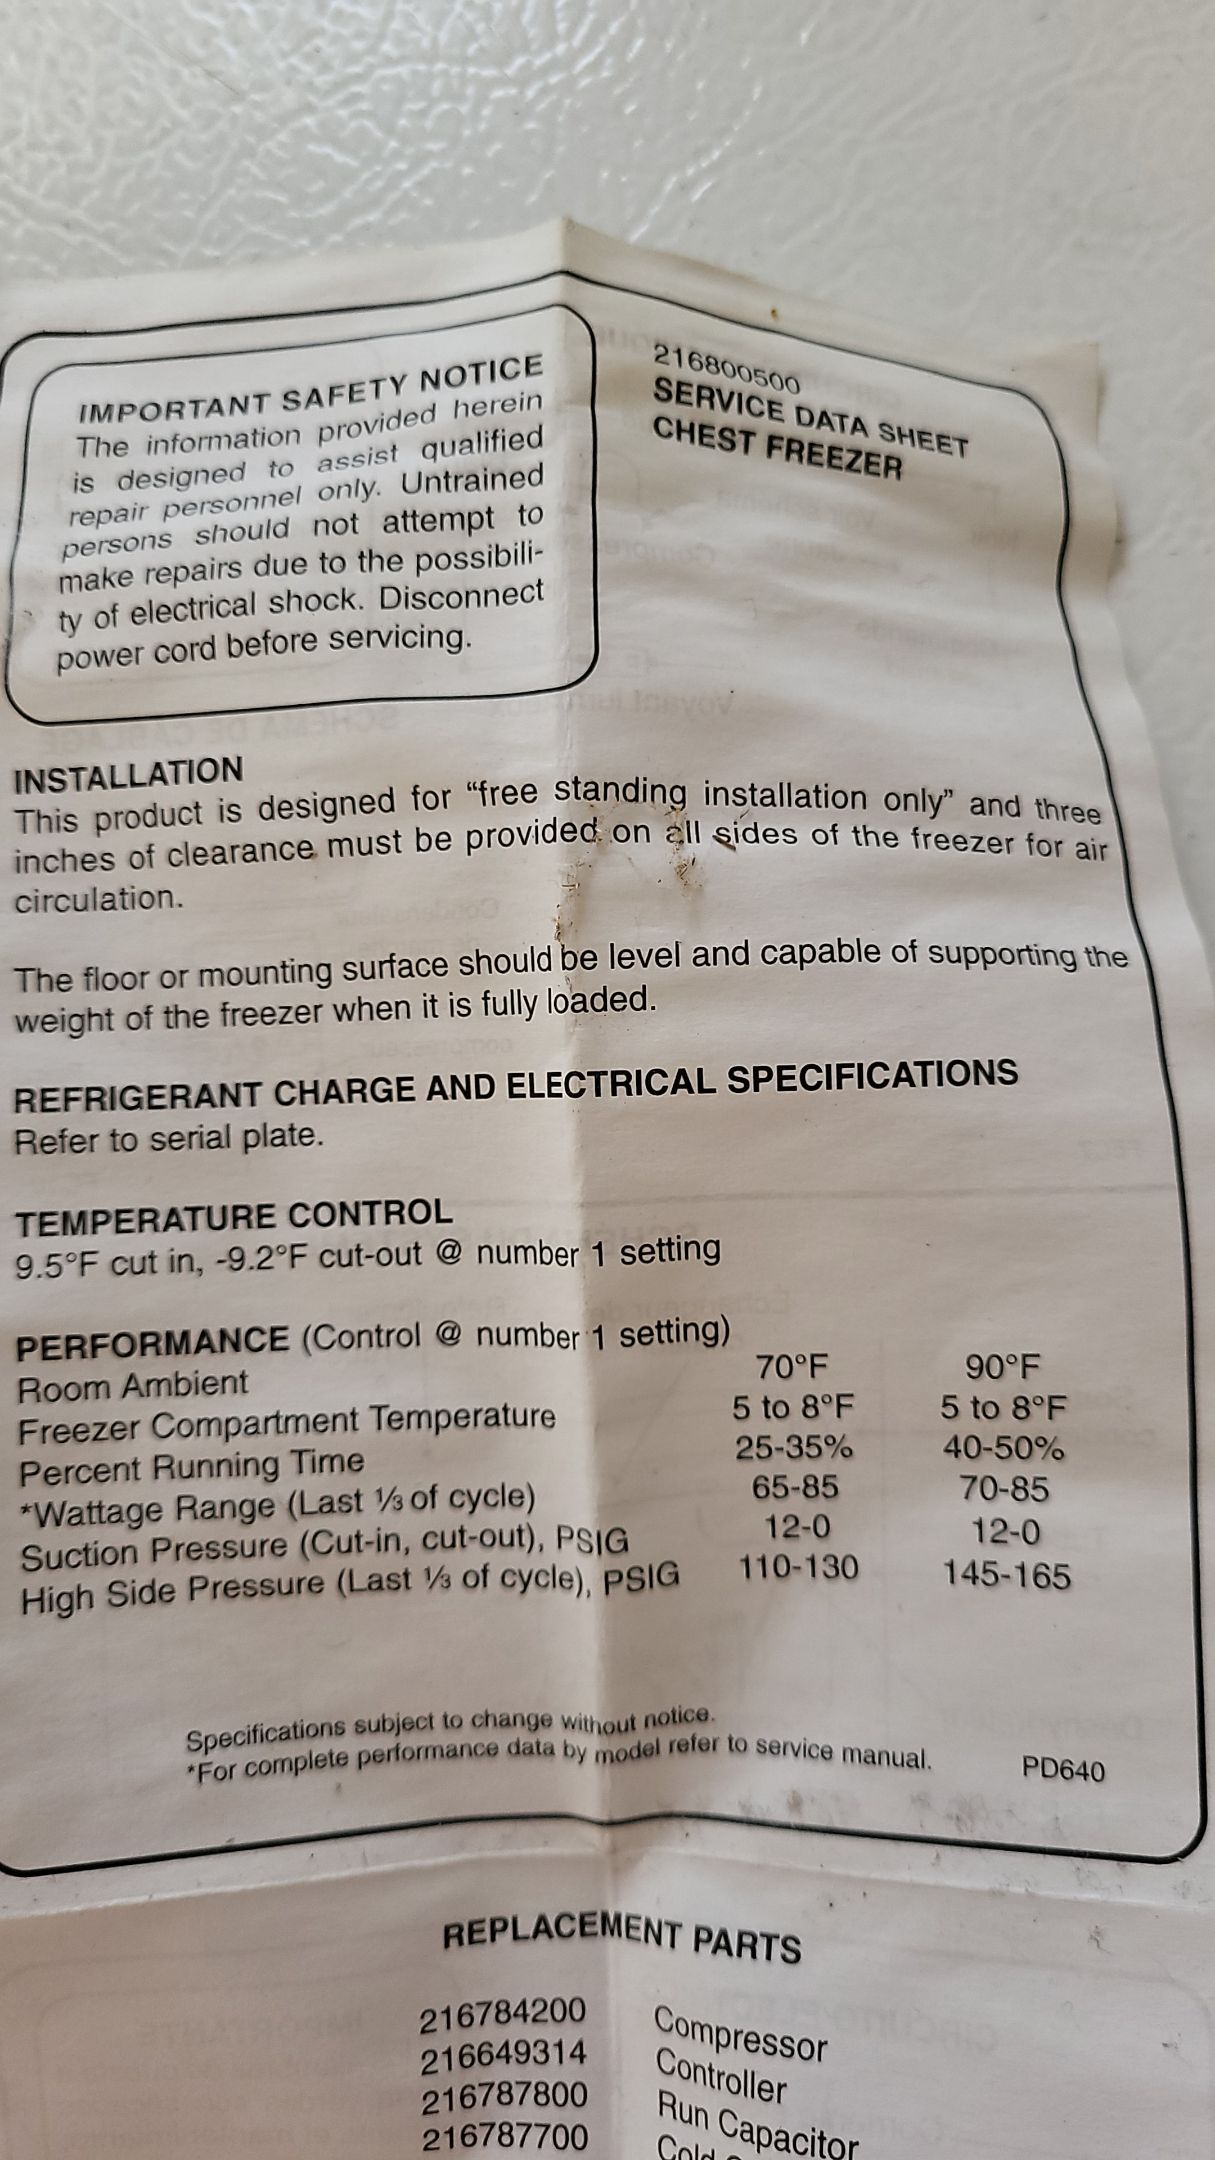 IMPORTANT SAFETY NOTICE
The information provided herein
is designed to assist qualified
repair personnel only. Untrained
persons should not attempt to
make repairs due to the possibili-
ty of electrical shock. Disconnect
power cord before servicing.
216800500
SERVICE DATA SHEET
CHEST FREEZER
INSTALLATION
This product is designed for “free standing installation only” and three
inches of clearance must be provided on all sides of the freezer for air
circulation.
The floor or mounting surface should be level and capable of supporting the
weight of the freezer when it is fully loaded.
REFRIGERANT CHARGE AND ELECTRICAL SPECIFICATIONS
Refer to serial plate.
TEMPERATURE CONTROL
9.5°F cut in, -9.2°F cut-out @ number 1 setting
PERFORMANCE (Control @ number 1 setting)
Room Ambient 70°F 90°F
Freezer Compartment Temperature 5 to 8°F 5 to 8°F
Percent Running Time 25-35% 40-50%
*Wattage Range (Last ⅓ of cycle) 65-85 70-85
Suction Pressure (Cut-in, cut-out), PSIG 12-0 12-0
High Side Pressure (Last ⅓ of cycle), PSIG 110-130 145-165
Specifications subject to change without notice.
*For complete performance data by model refer to service manual. PD640
REPLACEMENT PARTS
216784200 Compressor
216649314 Controller
216787800 Run Capacitor
216787700 Cold